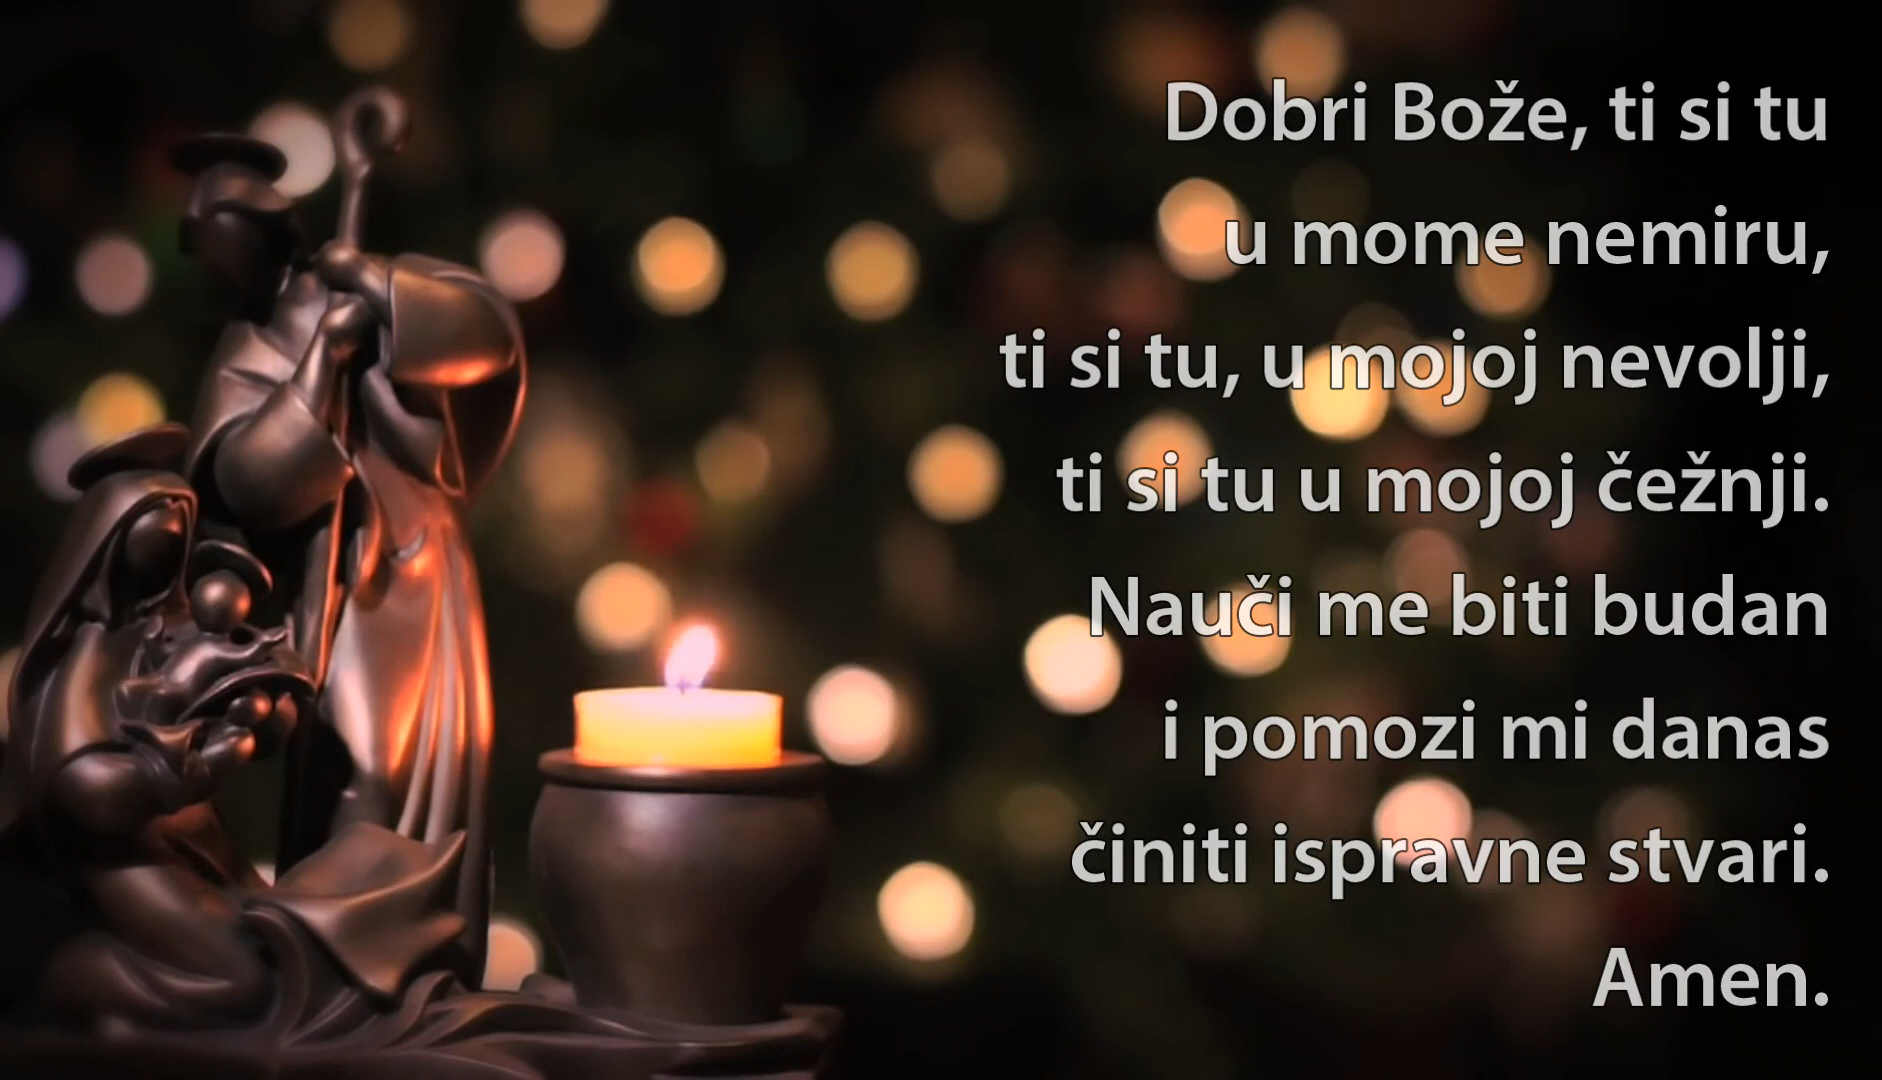 Dobri Bože, ti si tu
u mome nemiru,
ti si tu, u mojoj nevolji,
ti si tu u mojoj čežnji.
Nauči me biti budan
i pomozi mi danas
činiti ispravne stvari.
Amen.